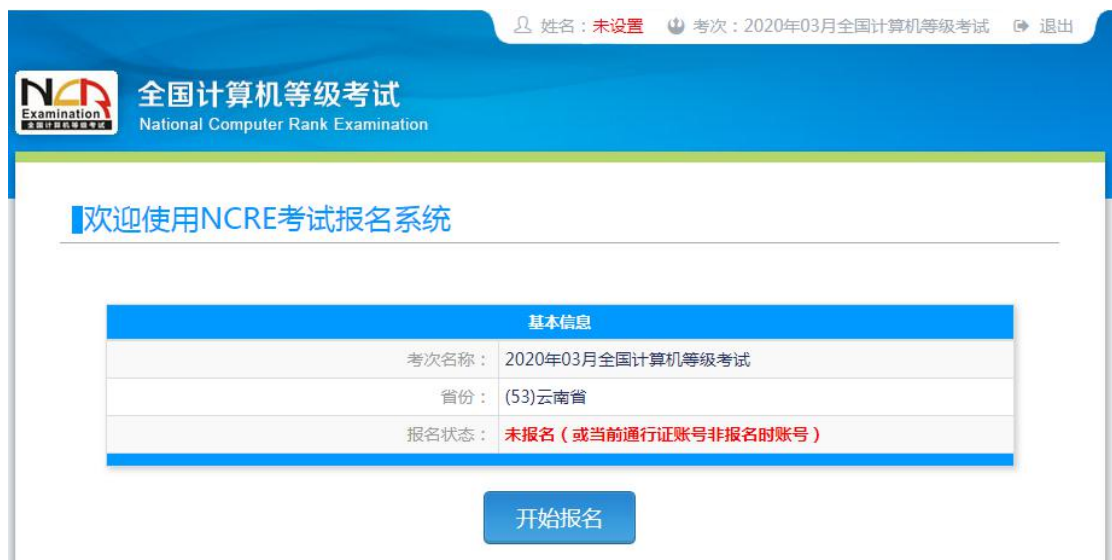 姓名：未设置 考次：2020年03月全国计算机等级考试 退出
NCR
Examination
全国计算机等级考试
全国计算机等级考试
National Computer Rank Examination
欢迎使用NCRE考试报名系统
基本信息
考次名称： 2020年03月全国计算机等级考试
省份： (53)云南省
报名状态： 未报名（或当前通行证账号非报名时账号）
开始报名